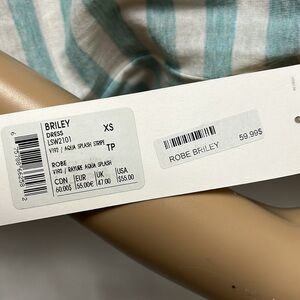 BRILEY
DRESS
LSW2101
XS
V192 / AQUA SPLASH STRIPE
ROBE
TP
V192 / RAYURE AQUA SPLASH
CDN EUR UK USA
60.00$ 55.00€ 47.00 $55.00
59.99$
ROBE BRILEY